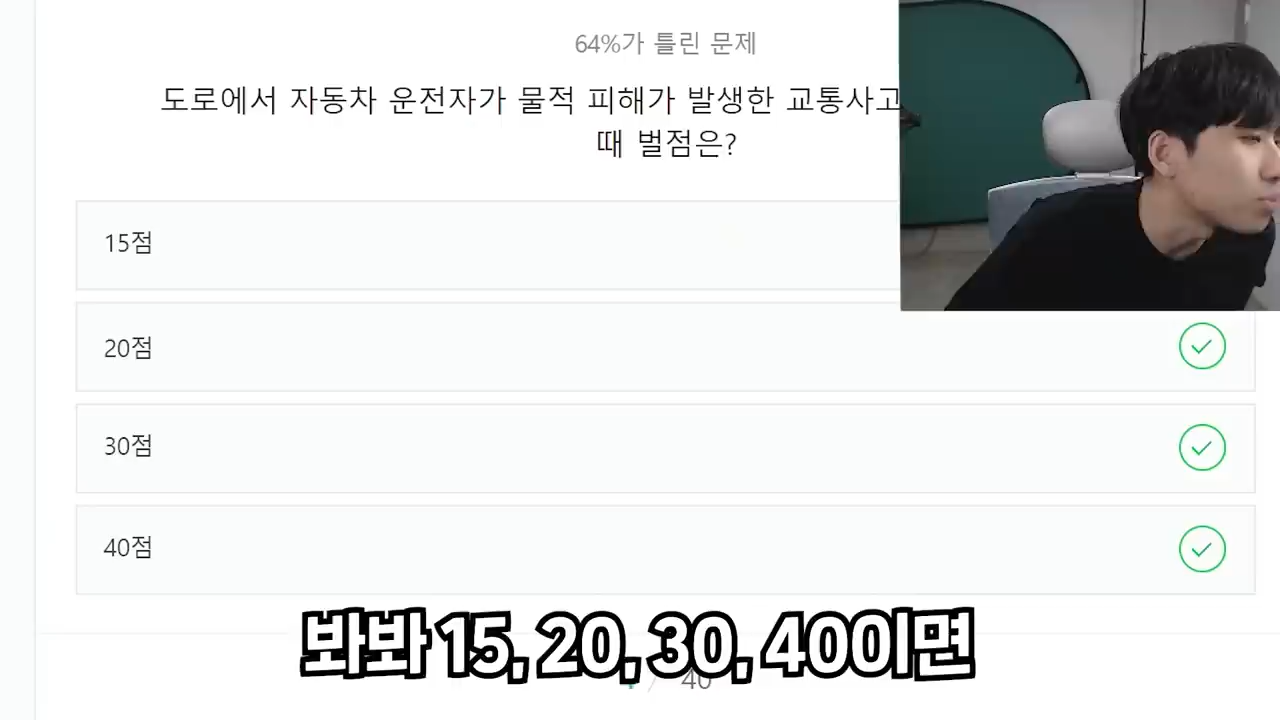 64%가 틀린 문제
도로에서 자동차 운전자가 물적 피해가 발생한 교통사고
때 벌점은?
15점
20점
30점
40점
봐봐 15, 20, 30, 40이면
/ 40